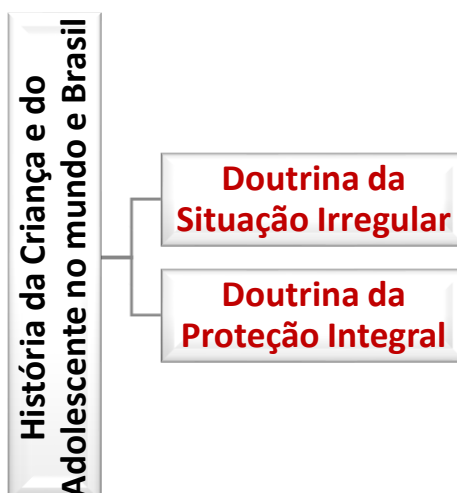 História da Criança e do
Adolescente no mundo e Brasil
Doutrina da
Situação Irregular
Doutrina da
Proteção Integral